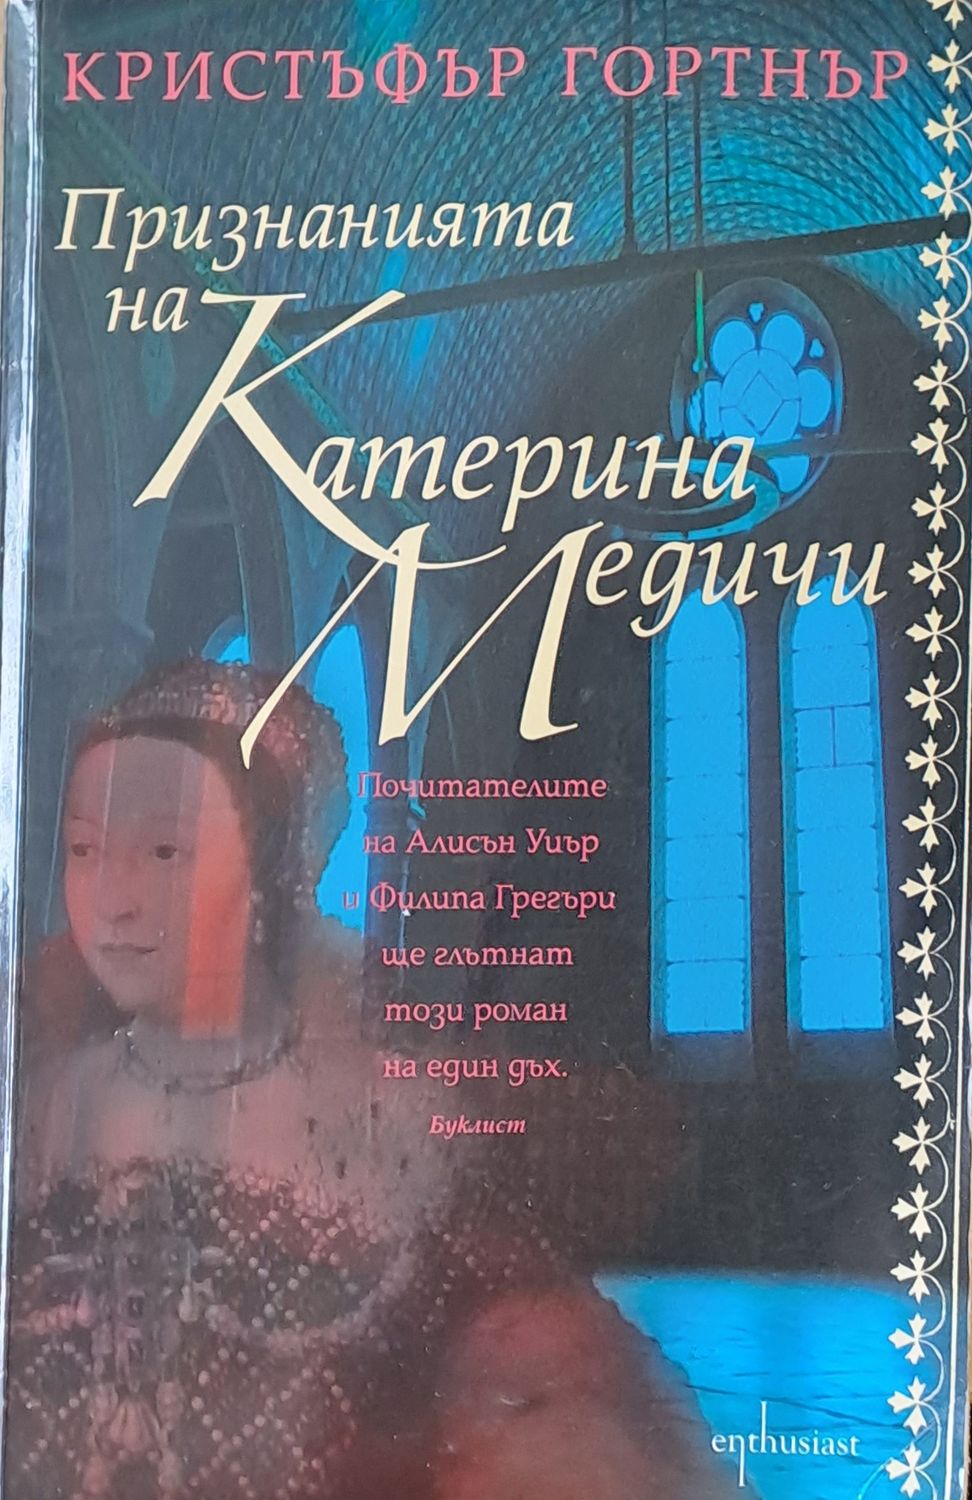 КРИСТЪФЪР ГОРТНЪР
Признанията
на
Катерина
Медичи
Почитателите
на Алисън Уиър
и Филипа Грегъри
ще глътнат
този роман
на един дъх.
Буклист
enthusiast